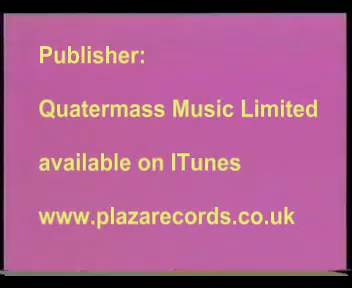 Publisher:
Quatermass Music Limited
available on ITunes
www.plazarecords.co.uk